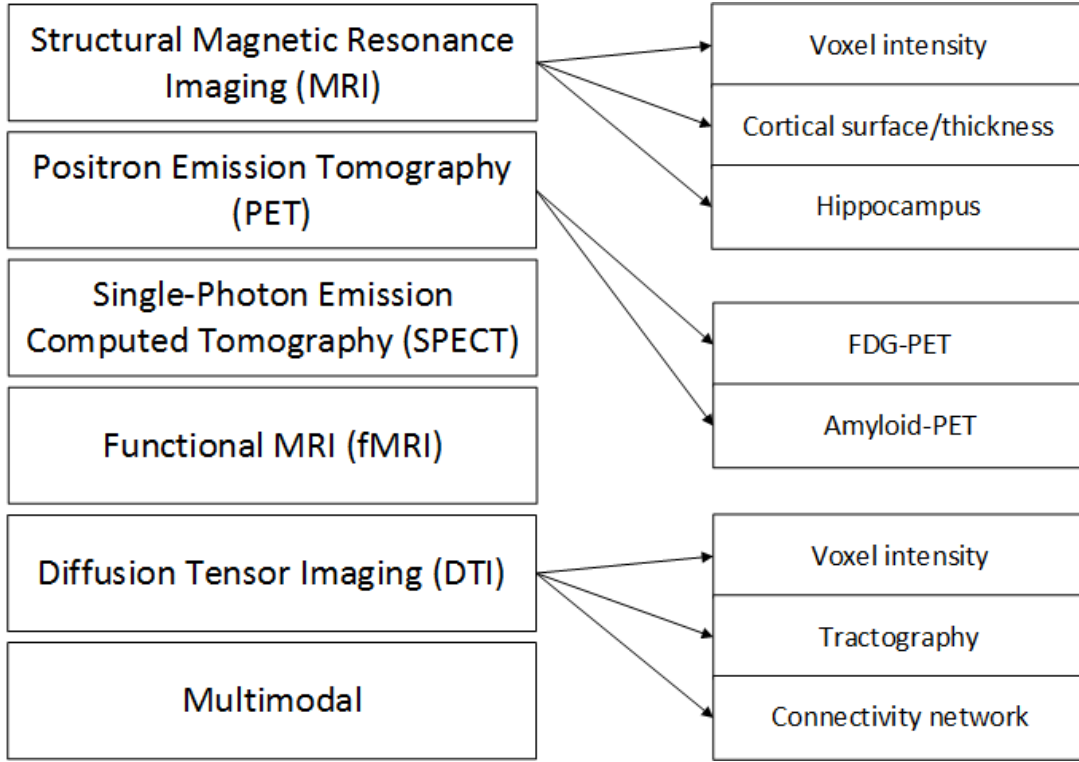 Structural Magnetic Resonance
Imaging (MRI)
Positron Emission Tomography
(PET)
Single-Photon Emission
Computed Tomography (SPECT)
Functional MRI (fMRI)
Diffusion Tensor Imaging (DTI)
Multimodal
Voxel intensity
Cortical surface/thickness
Hippocampus
FDG-PET
Amyloid-PET
Voxel intensity
Tractography
Connectivity network